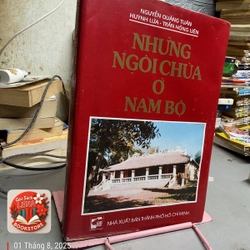 NGUYỄN QUẢNG TUÂN
HUỲNH LỨA - TRẦN HỒNG LIÊN
NHỮNG
NGÔI CHÙA
Ở
NAM BỘ
NHÀ XUẤT BẢN THÀNH PHỐ HỒ CHÍ MINH
BOOKSTORE
01 Tháng 8, 2025